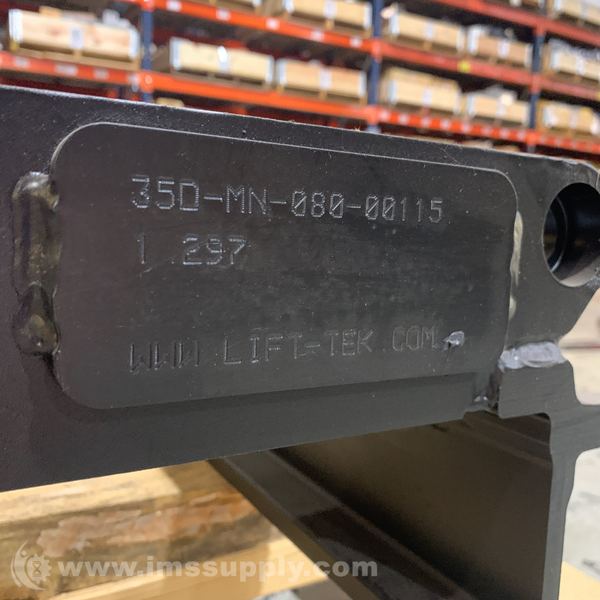 35D-MN-080-00115
1 297
WWW.LIFT-TEK.COM
www.imssupply.com